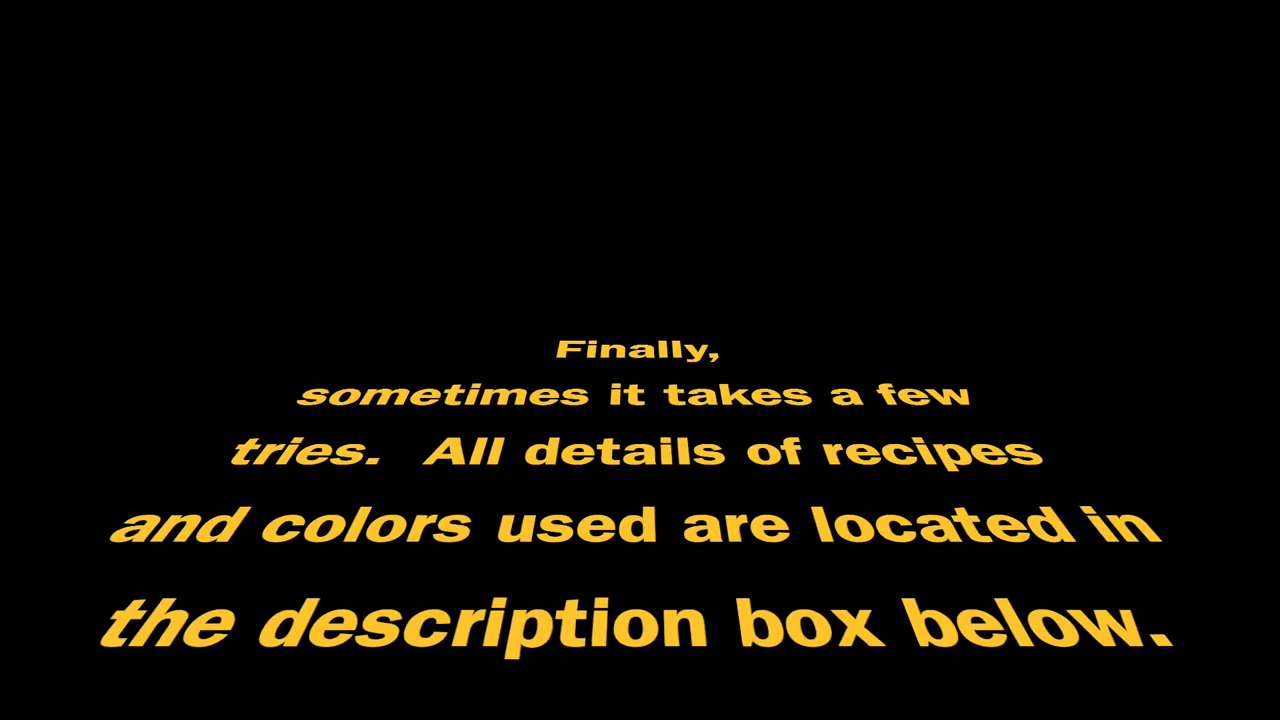 Finally,
sometimes it takes a few
tries. All details of recipes
and colors used are located in
the description box below.